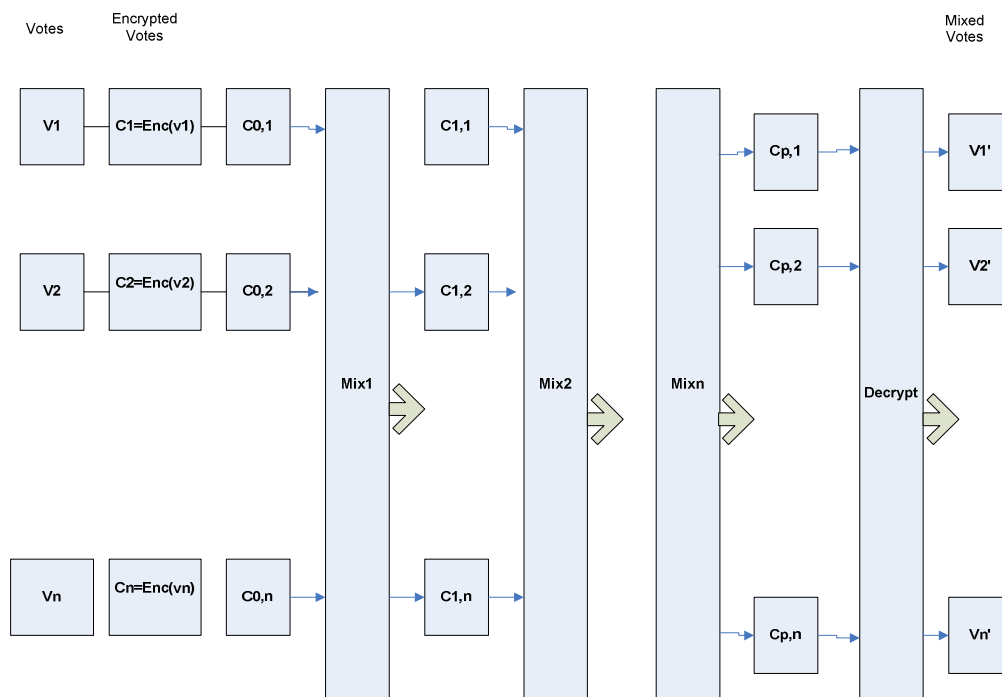 Votes
Encrypted
Votes
Mixed
Votes
V1
C1=Enc(v1)
C0,1
C1,1
Cp,1
V1'
V2
C2=Enc(v2)
C0,2
C1,2
Cp,2
V2'
Mix1
Mix2
Mixn
Decrypt
Vn
Cn=Enc(vn)
C0,n
C1,n
Cp,n
Vn'